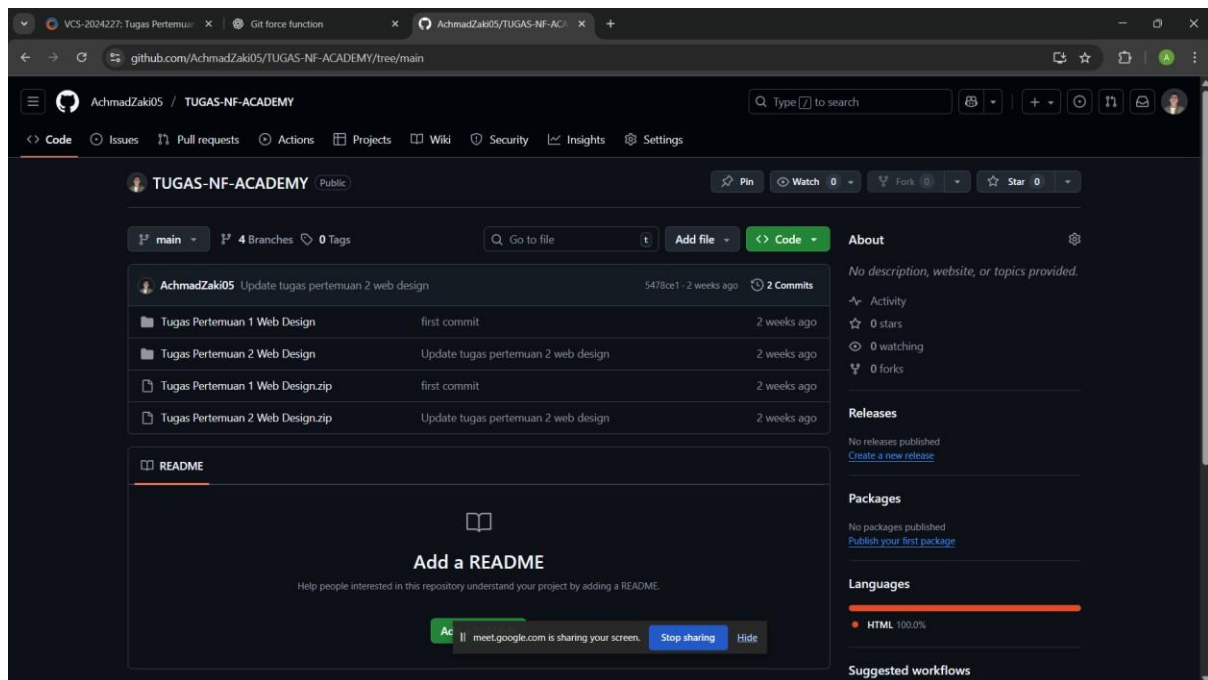 VCS-2024227: Tugas Pertemua
Git force function
AchmadZaki05/TUGAS-NF-ACA
github.com/AchmadZaki05/TUGAS-NF-ACADEMY/tree/main
A
AchmadZaki05 / TUGAS-NF-ACADEMY
Type / to search
Code Issues Pull requests Actions Projects Wiki Security Insights Settings
TUGAS-NF-ACADEMY Public
Pin Watch 0 Fork 0 Star 0
main 4 Branches 0 Tags
Go to file t Add file Code
AchmadZaki05 Update tugas pertemuan 2 web design 5478ce1 · 2 weeks ago 2 Commits
Tugas Pertemuan 1 Web Design first commit 2 weeks ago
Tugas Pertemuan 2 Web Design Update tugas pertemuan 2 web design 2 weeks ago
Tugas Pertemuan 1 Web Design.zip first commit 2 weeks ago
Tugas Pertemuan 2 Web Design.zip Update tugas pertemuan 2 web design 2 weeks ago
README
Add a README
Help people interested in this repository understand your project by adding a README.
Ac
meet.google.com is sharing your screen. Stop sharing Hide
About
No description, website, or topics provided.
Activity
0 stars
0 watching
0 forks
Releases
No releases published
Create a new release
Packages
No packages published
Publish your first package
Languages
HTML 100.0%
Suggested workflows